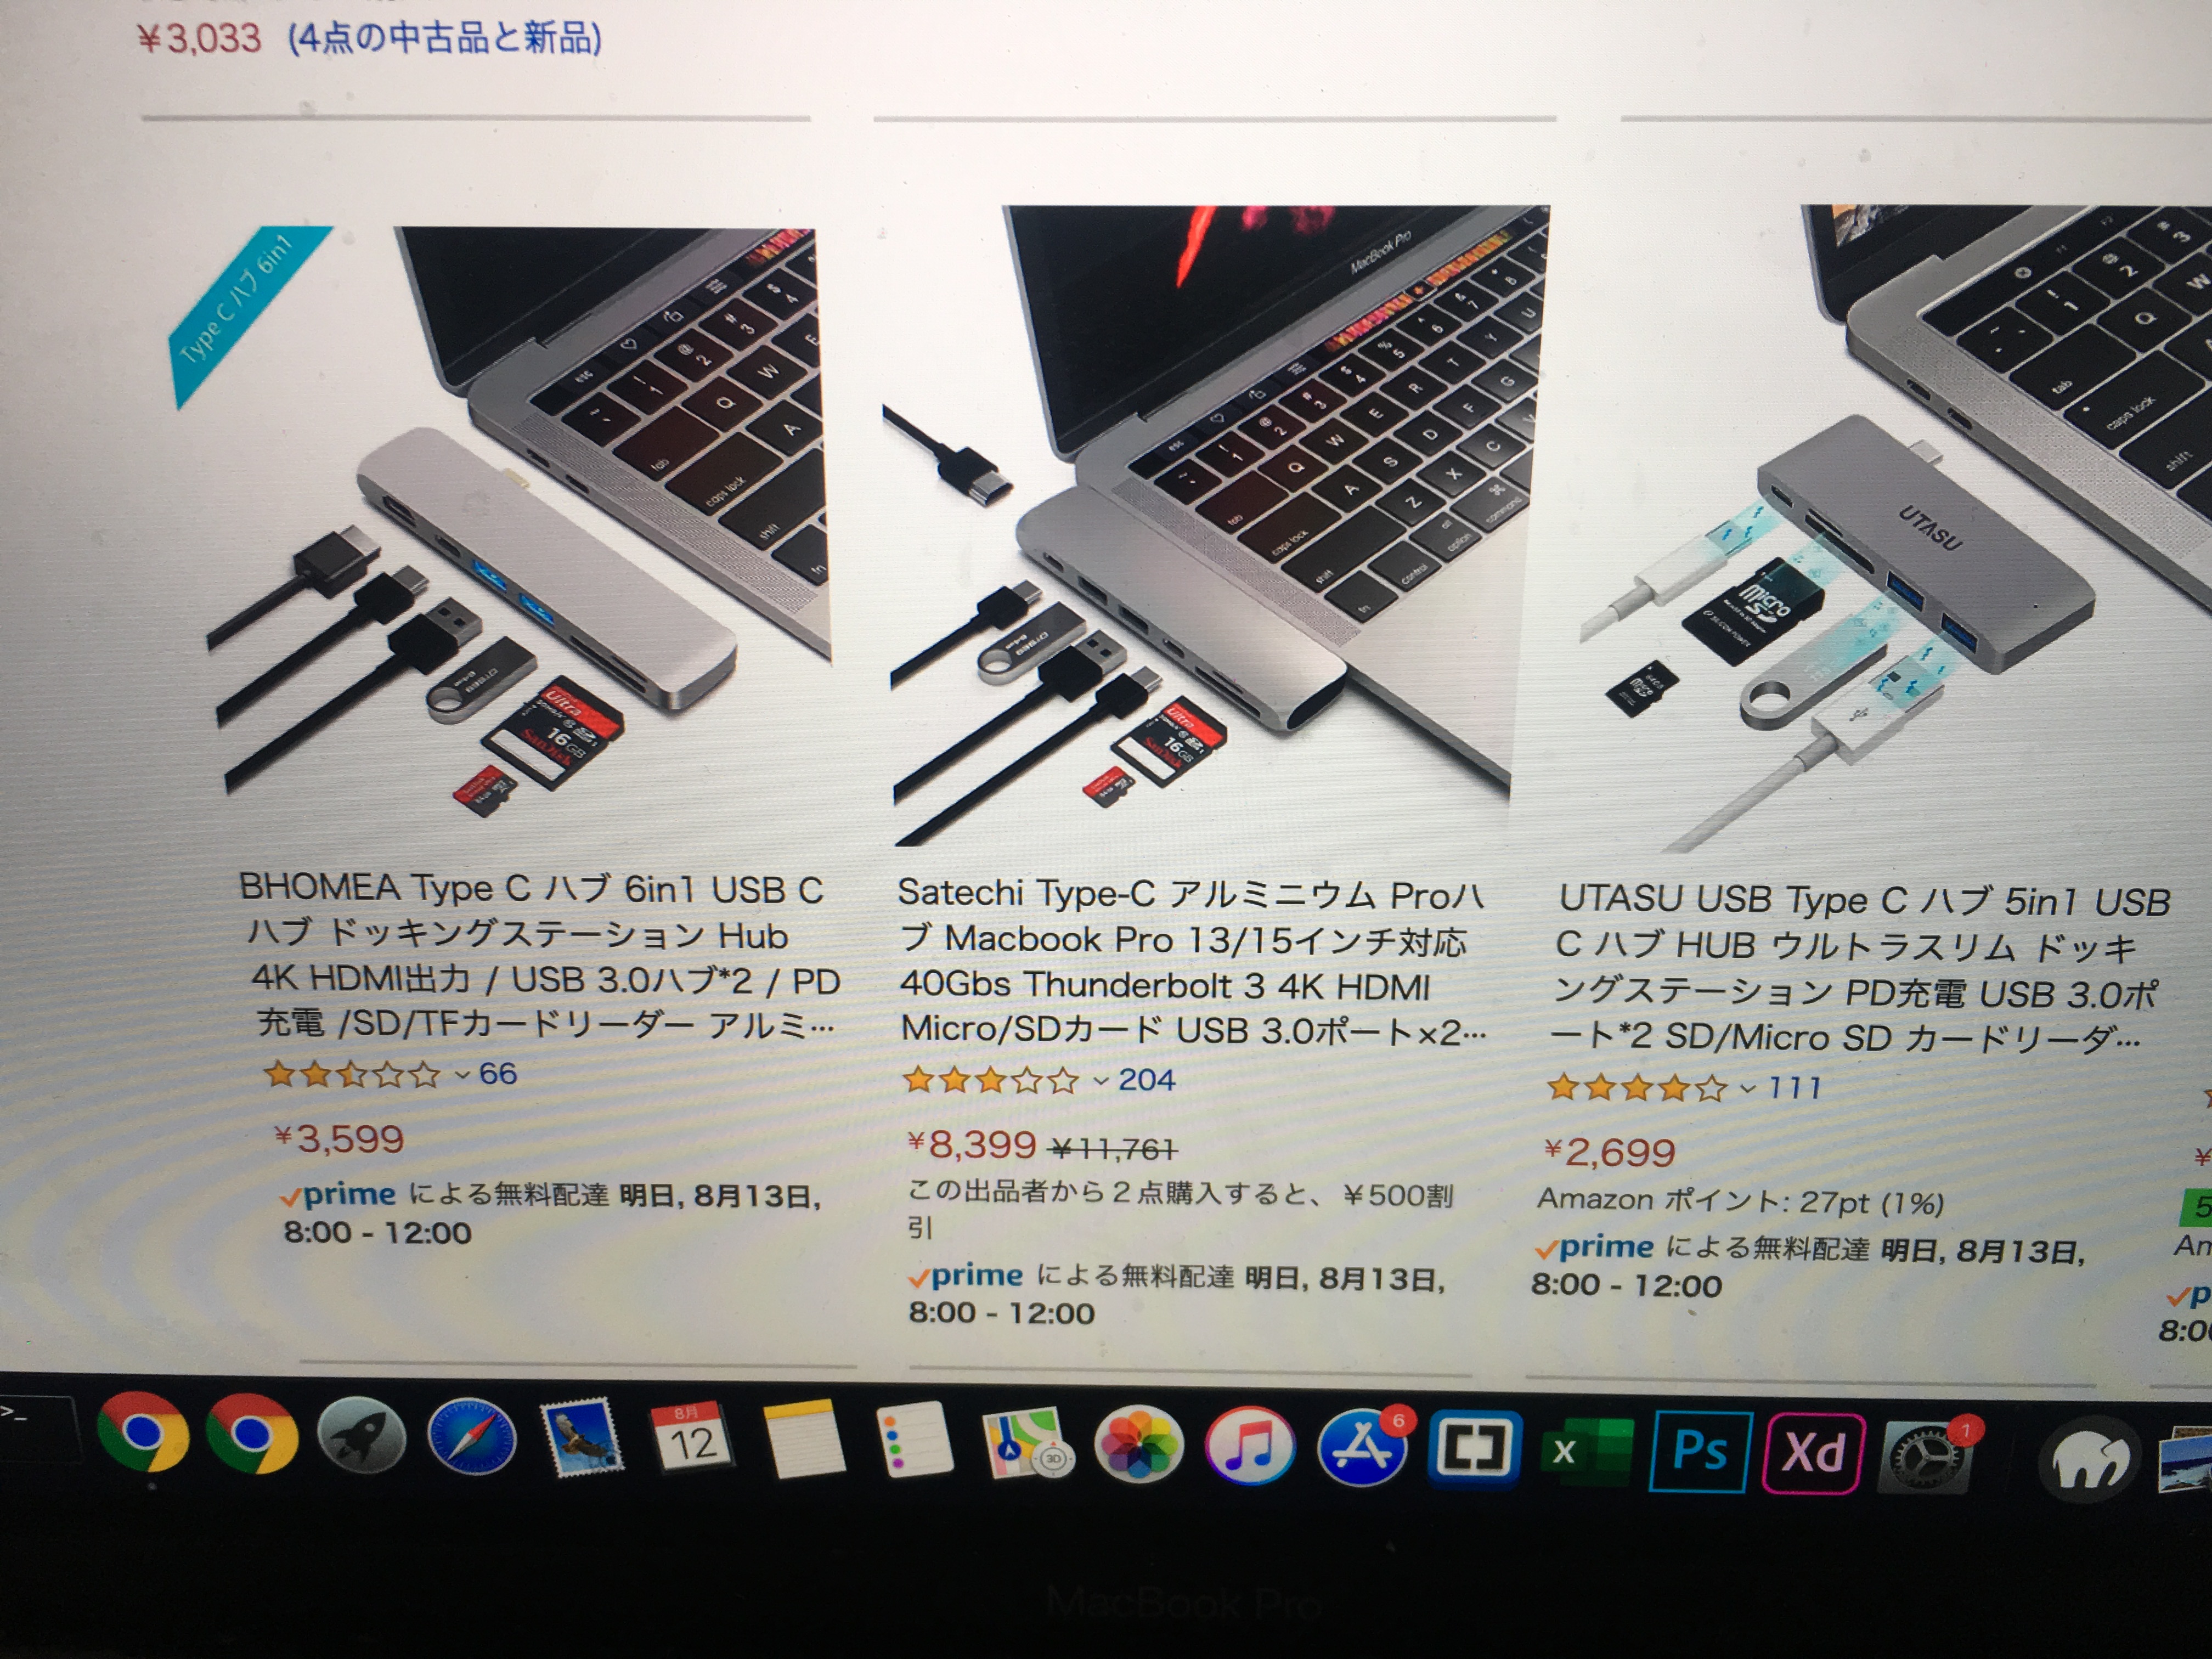 ¥3,033 (4点の中古品と新品)
Type C ハブ 6in1
MacBook Pro
UTASU
BHOMEA Type C ハブ 6in1 USB C
ハブ ドッキングステーション Hub
4K HDMI出力 / USB 3.0ハブ*2 / PD
充電 /SD/TFカードリーダー アルミ…
66
¥3,599
prime による無料配達 明日, 8月13日,
8:00 - 12:00
Satechi Type-C アルミニウム Proハ
ブ Macbook Pro 13/15インチ対応
40Gbs Thunderbolt 3 4K HDMI
Micro/SDカード USB 3.0ポート×2…
204
¥8,399 ¥11,761
この出品者から2点購入すると、¥500割
引
prime による無料配達 明日, 8月13日,
8:00 - 12:00
UTASU USB Type C ハブ 5in1 USB
C ハブ HUB ウルトラスリム ドッキ
ングステーション PD充電 USB 3.0ポ
ート*2 SD/Micro SD カードリーダ…
111
¥2,699
Amazon ポイント: 27pt (1%)
prime による無料配達 明日, 8月13日,
8:00 - 12:00
8月
12
3D
6
X
Ps
Xd
1
MacBook Pro